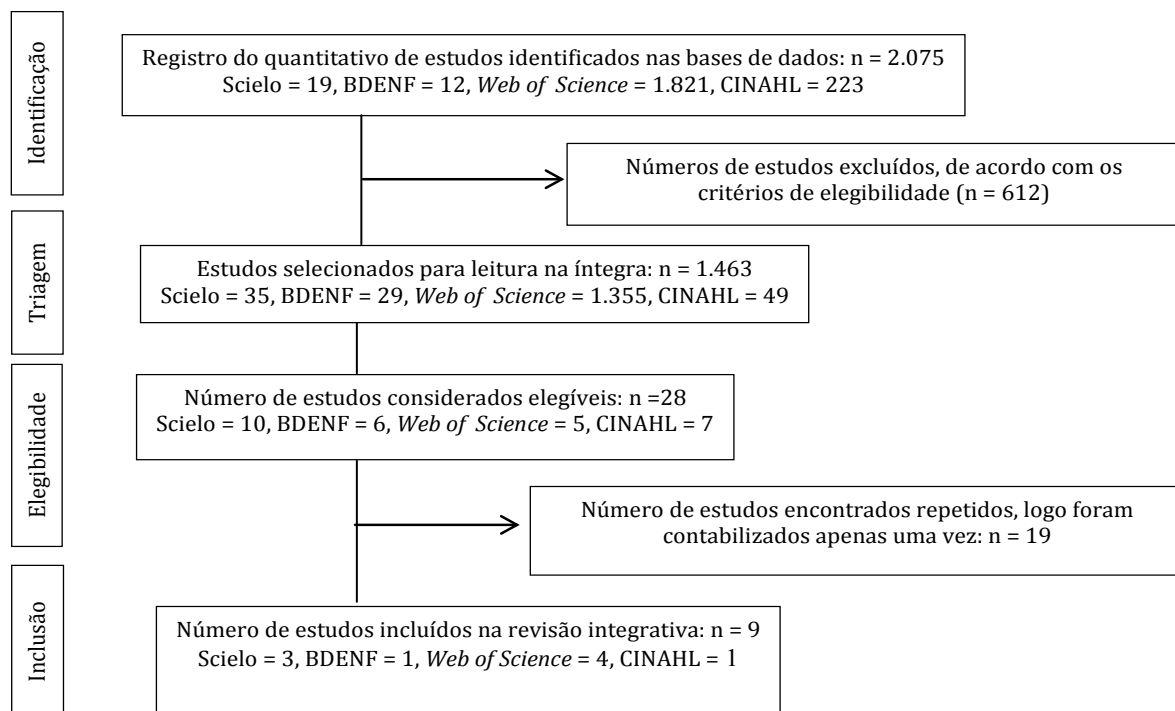 Identificação
Registro do quantitativo de estudos identificados nas bases de dados: n = 2.075
Scielo = 19, BDENF = 12, Web of Science = 1.821, CINAHL = 223
Números de estudos excluídos, de acordo com os
critérios de elegibilidade (n = 612)
Triagem
Estudos selecionados para leitura na íntegra: n = 1.463
Scielo = 35, BDENF = 29, Web of Science = 1.355, CINAHL = 49
Elegibilidade
Número de estudos considerados elegíveis: n =28
Scielo = 10, BDENF = 6, Web of Science = 5, CINAHL = 7
Número de estudos encontrados repetidos, logo foram
contabilizados apenas uma vez: n = 19
Inclusão
Número de estudos incluídos na revisão integrativa: n = 9
Scielo = 3, BDENF = 1, Web of Science = 4, CINAHL = 1